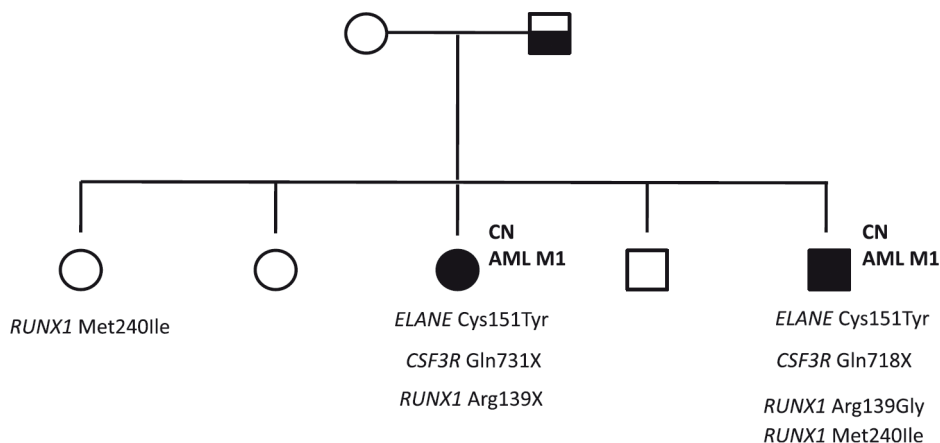 CN
AML M1
CN
AML M1
RUNX1 Met240Ile
ELANE Cys151Tyr
CSF3R Gln731X
RUNX1 Arg139X
ELANE Cys151Tyr
CSF3R Gln718X
RUNX1 Arg139Gly
RUNX1 Met240Ile